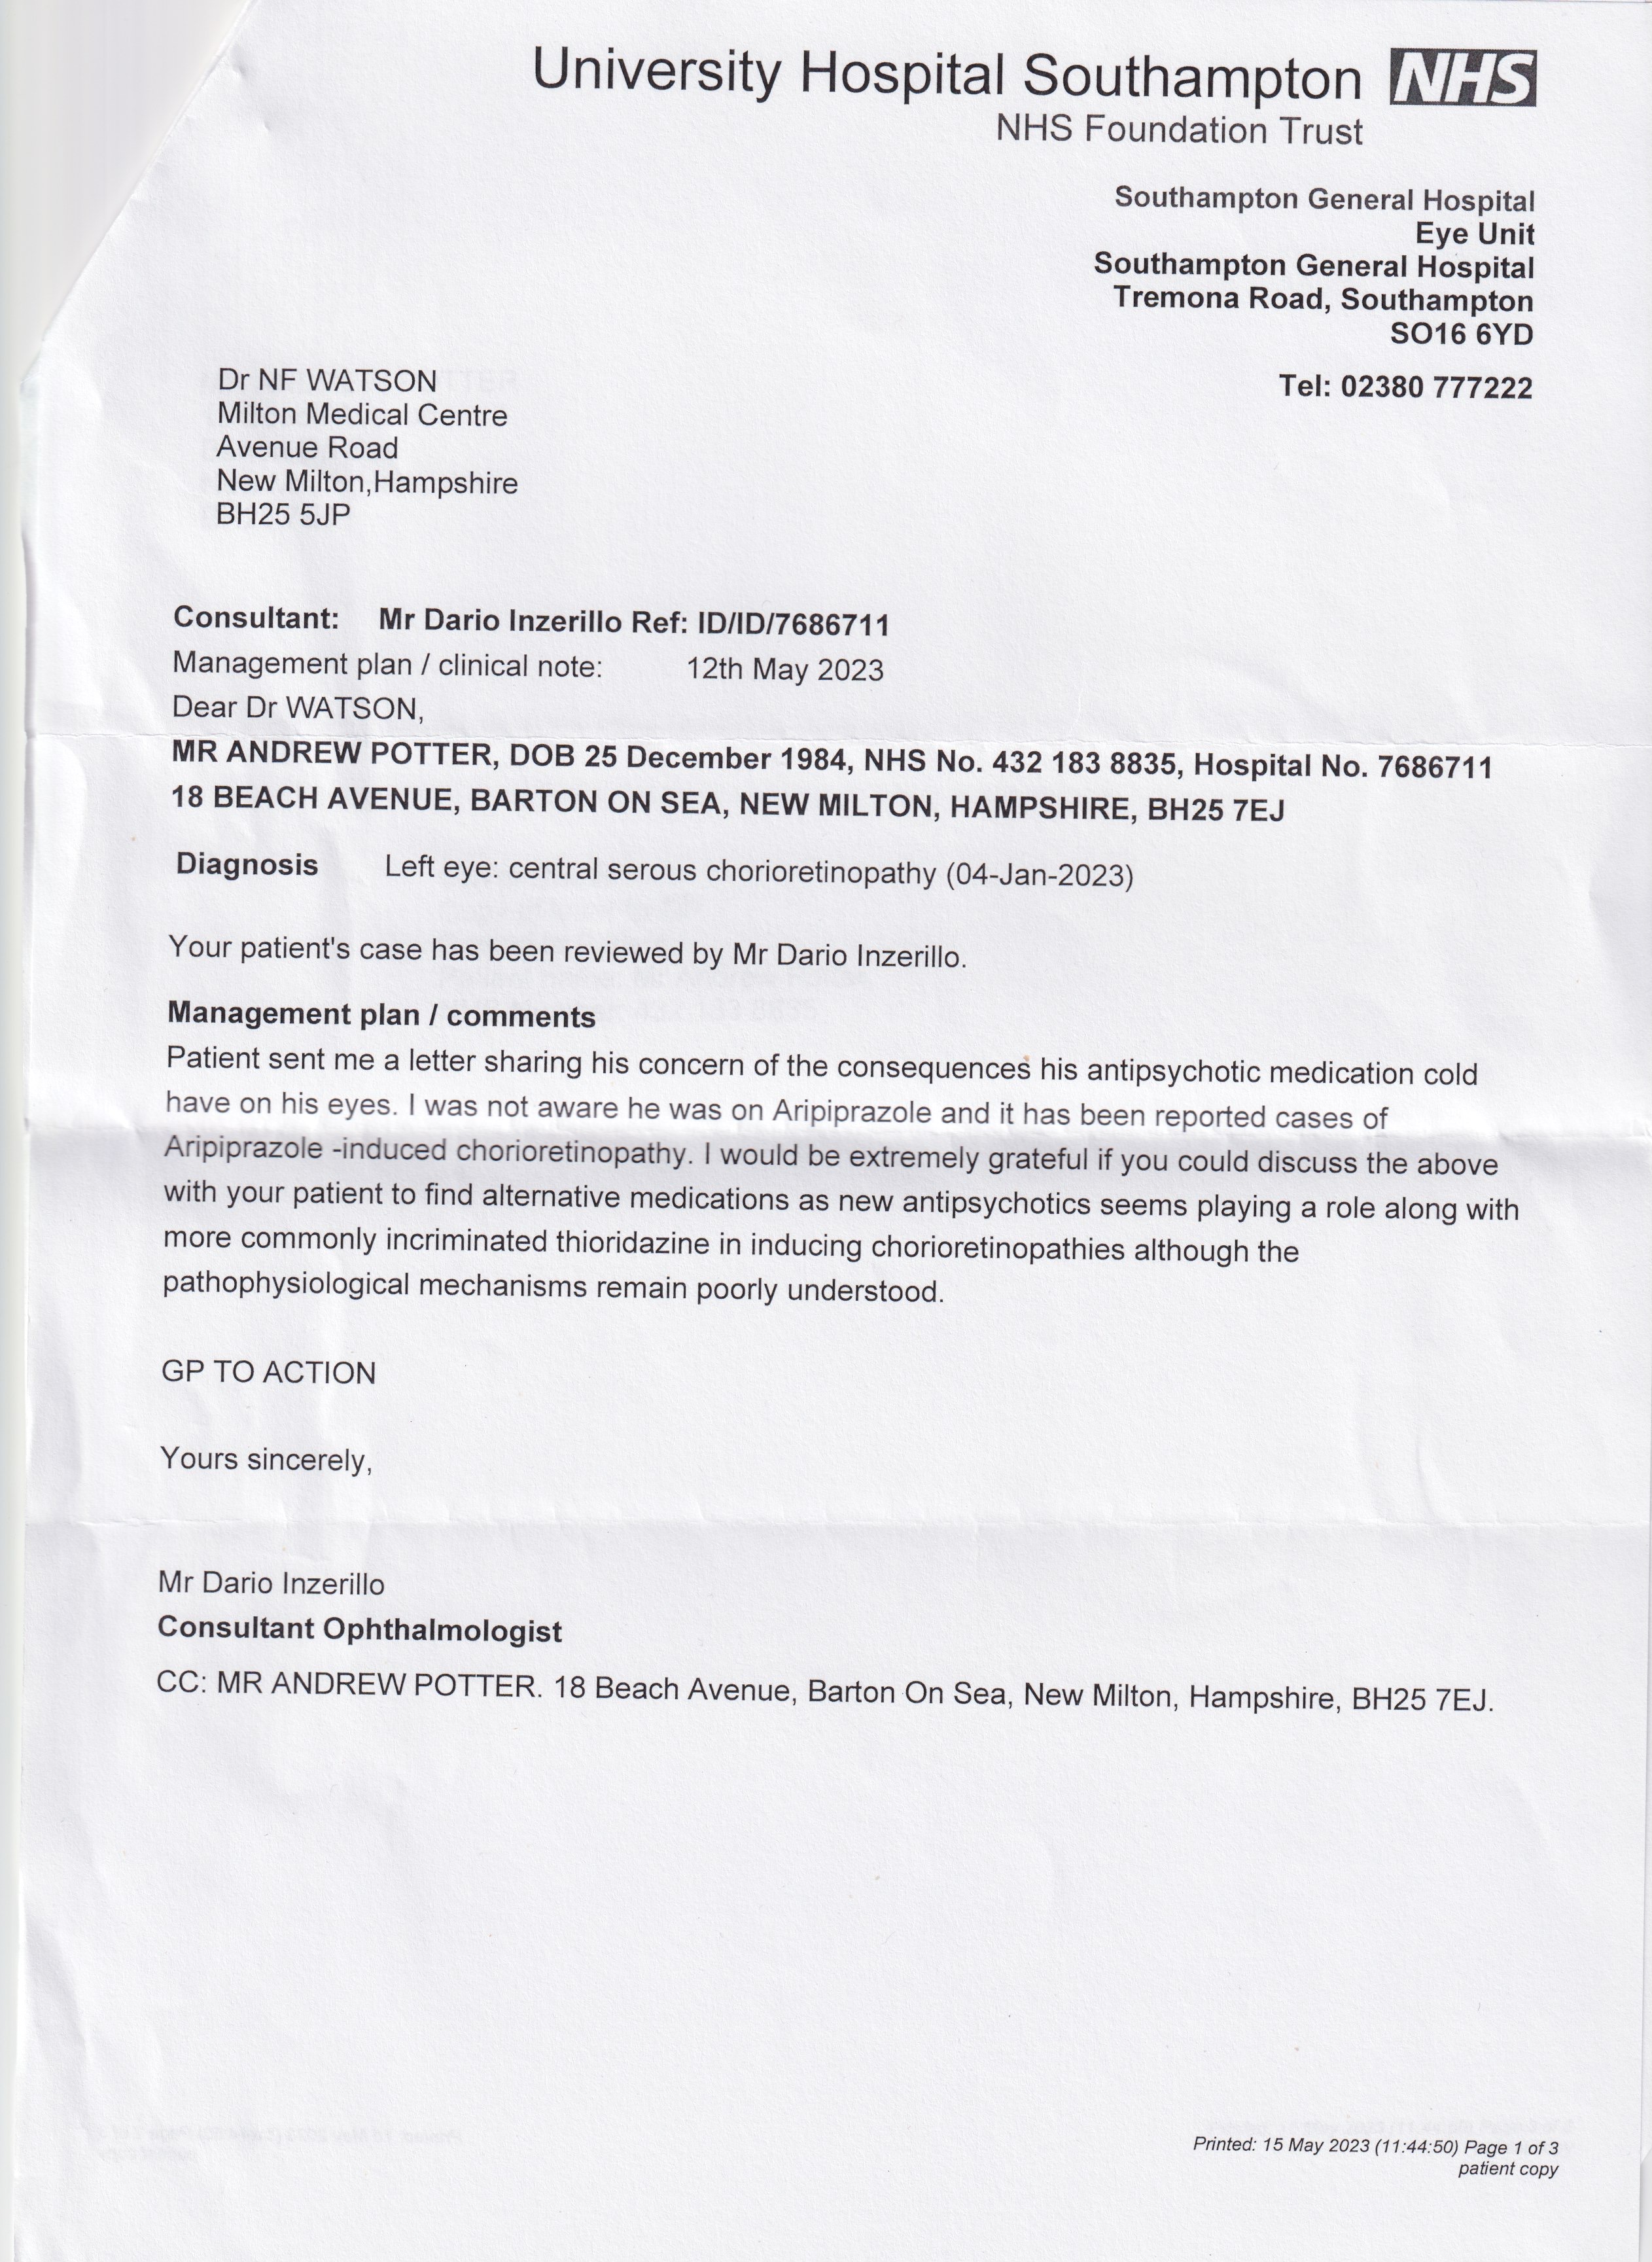 University Hospital Southampton NHS
NHS Foundation Trust
Southampton General Hospital
Eye Unit
Southampton General Hospital
Tremona Road, Southampton
SO16 6YD
Tel: 02380 777222
Dr NF WATSON
Milton Medical Centre
Avenue Road
New Milton,Hampshire
BH25 5JP
Consultant: Mr Dario Inzerillo Ref: ID/ID/7686711
Management plan / clinical note: 12th May 2023
Dear Dr WATSON,
MR ANDREW POTTER, DOB 25 December 1984, NHS No. 432 183 8835, Hospital No. 7686711
18 BEACH AVENUE, BARTON ON SEA, NEW MILTON, HAMPSHIRE, BH25 7EJ
Diagnosis Left eye: central serous chorioretinopathy (04-Jan-2023)
Your patient's case has been reviewed by Mr Dario Inzerillo.
Management plan / comments
Patient sent me a letter sharing his concern of the consequences his antipsychotic medication cold
have on his eyes. I was not aware he was on Aripiprazole and it has been reported cases of
Aripiprazole -induced chorioretinopathy. I would be extremely grateful if you could discuss the above
with your patient to find alternative medications as new antipsychotics seems playing a role along with
more commonly incriminated thioridazine in inducing chorioretinopathies although the
pathophysiological mechanisms remain poorly understood.
GP TO ACTION
Yours sincerely,
Mr Dario Inzerillo
Consultant Ophthalmologist
CC: MR ANDREW POTTER. 18 Beach Avenue, Barton On Sea, New Milton, Hampshire, BH25 7EJ.
Printed: 15 May 2023 (11:44:50) Page 1 of 3
patient copy